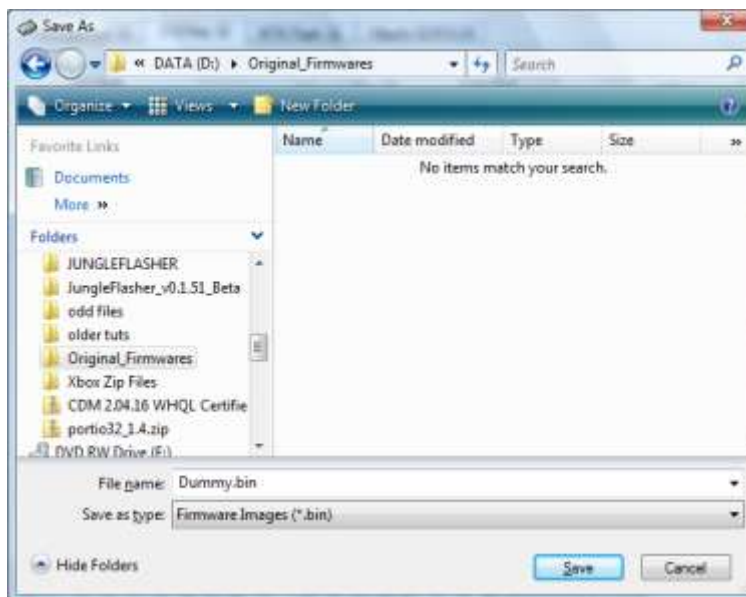 Save As
« DATA (D:) ▸ Original_Firmwares
Search
Organize
Views
New Folder
Favorite Links
Documents
More »
Folders
JUNGLEFLASHER
JungleFlasher_v0.1.51_Beta
odd files
older tuts
Original_Firmwares
Xbox Zip Files
CDM 2.04.16 WHQL Certifie
portio32_1.4.zip
DVD RW Drive (F:)
Name Date modified Type Size »
No items match your search.
File name: Dummy.bin
Save as type: Firmware Images (*.bin)
Hide Folders
Save
Cancel